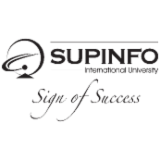 SUPINFO
International University
Sign of Success